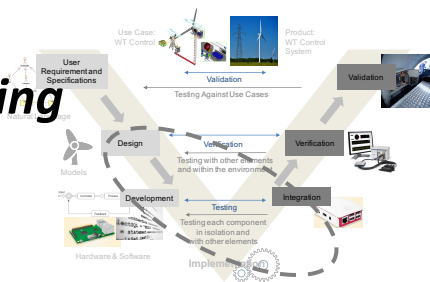 Use Case:
WT Control
Product:
WT Control
System
User
Requirement and
Specifications
Validation
Validation
Testing Against Use Cases
ing
Design
Verification
Verification
Testing with other elements
and within the environment
Models
Development
Testing
Integration
Testing each component
in isolation and
with other elements
Feedback
Hardware & Software